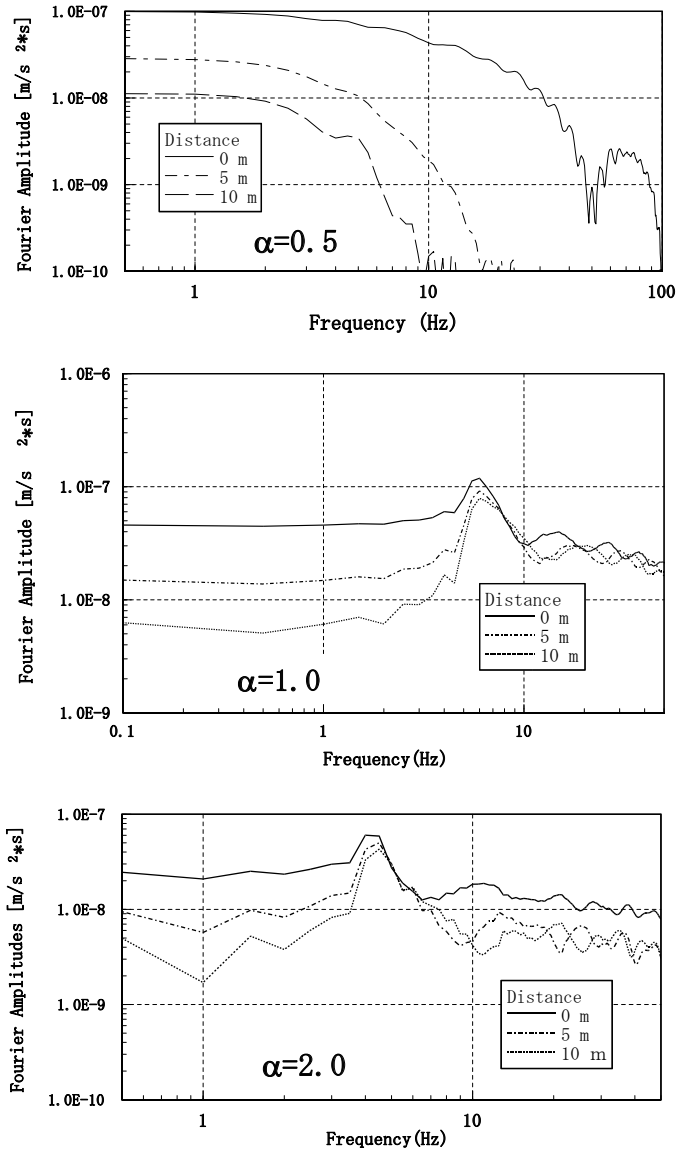 1.0E-07
1.0E-08
1.0E-09
1.0E-10
Fourier Amplitude [m/s ²*s]
Distance
0 m
5 m
10 m
α=0.5
1
10
100
Frequency (Hz)
1.0E-6
1.0E-7
1.0E-8
1.0E-9
Fourier Amplitude [m/s ²*s]
Distance
0 m
5 m
10 m
α=1.0
0.1
1
10
Frequency(Hz)
1.0E-7
1.0E-8
1.0E-9
1.0E-10
Fourier Amplitudes [m/s ²*s]
Distance
0 m
5 m
10 m
α=2.0
1
10
Frequency(Hz)